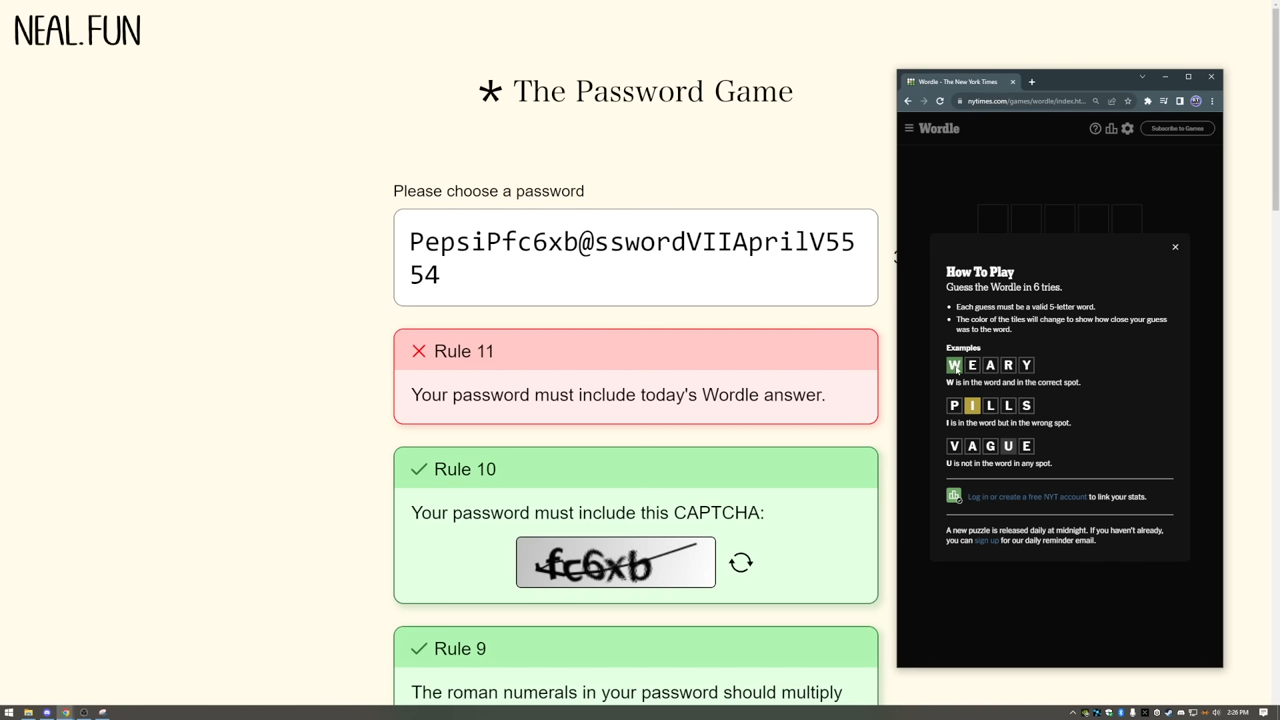 NEAL.FUN
* The Password Game
Please choose a password
PepsiPfc6xb@sswordVIIAprilV55
54
Rule 11
Your password must include today's Wordle answer.
Rule 10
Your password must include this CAPTCHA:
fc6xb
Rule 9
The roman numerals in your password should multiply
Wordle - The New York Times
nytimes.com/games/wordle/index.ht...
Wordle
Subscribe to Games
How To Play
Guess the Wordle in 6 tries.
Each guess must be a valid 5-letter word.
The color of the tiles will change to show how close your guess
was to the word.
Examples
WEARY
W is in the word and in the correct spot.
PILLS
I is in the word but in the wrong spot.
VAGUE
U is not in the word in any spot.
Log in or create a free NYT account to link your stats.
A new puzzle is released daily at midnight. If you haven't already,
you can sign up for our daily reminder email.
2:26 PM